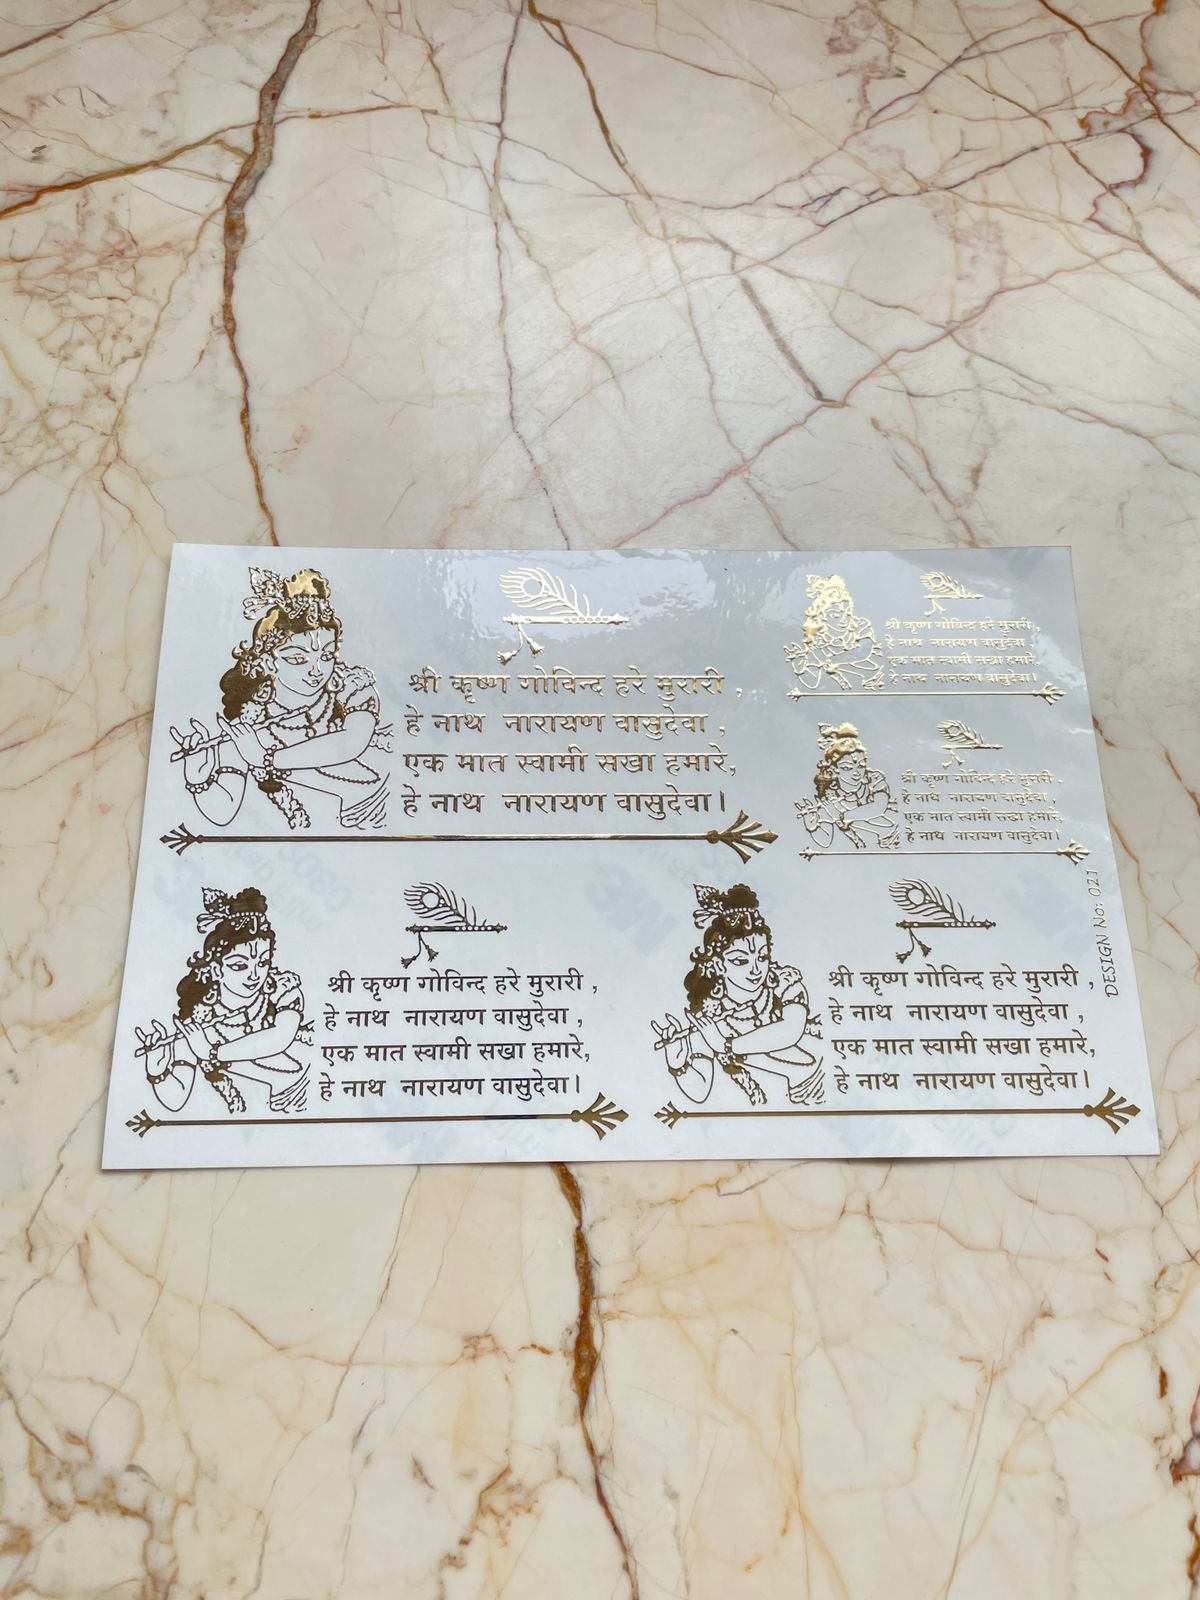 श्री कृष्ण गोविन्द हरे मुरारी ,
हे नाथ नारायण वासुदेवा ,
एक मात स्वामी सखा हमारे,
हे नाथ नारायण वासुदेवा।
श्री कृष्ण गोविन्द हरे मुरारी ,
हे नाथ नारायण वासुदेवा ,
एक मात स्वामी सखा हमारे,
हे नाथ नारायण वासुदेवा।
श्री कृष्ण गोविन्द हरे मुरारी ,
हे नाथ नारायण वासुदेवा ,
एक मात स्वामी सखा हमारे,
हे नाथ नारायण वासुदेवा।
DESIGN No: 021
श्री कृष्ण गोविन्द हरे मुरारी ,
हे नाथ नारायण वासुदेवा ,
एक मात स्वामी सखा हमारे,
हे नाथ नारायण वासुदेवा।
श्री कृष्ण गोविन्द हरे मुरारी ,
हे नाथ नारायण वासुदेवा ,
एक मात स्वामी सखा हमारे,
हे नाथ नारायण वासुदेवा।